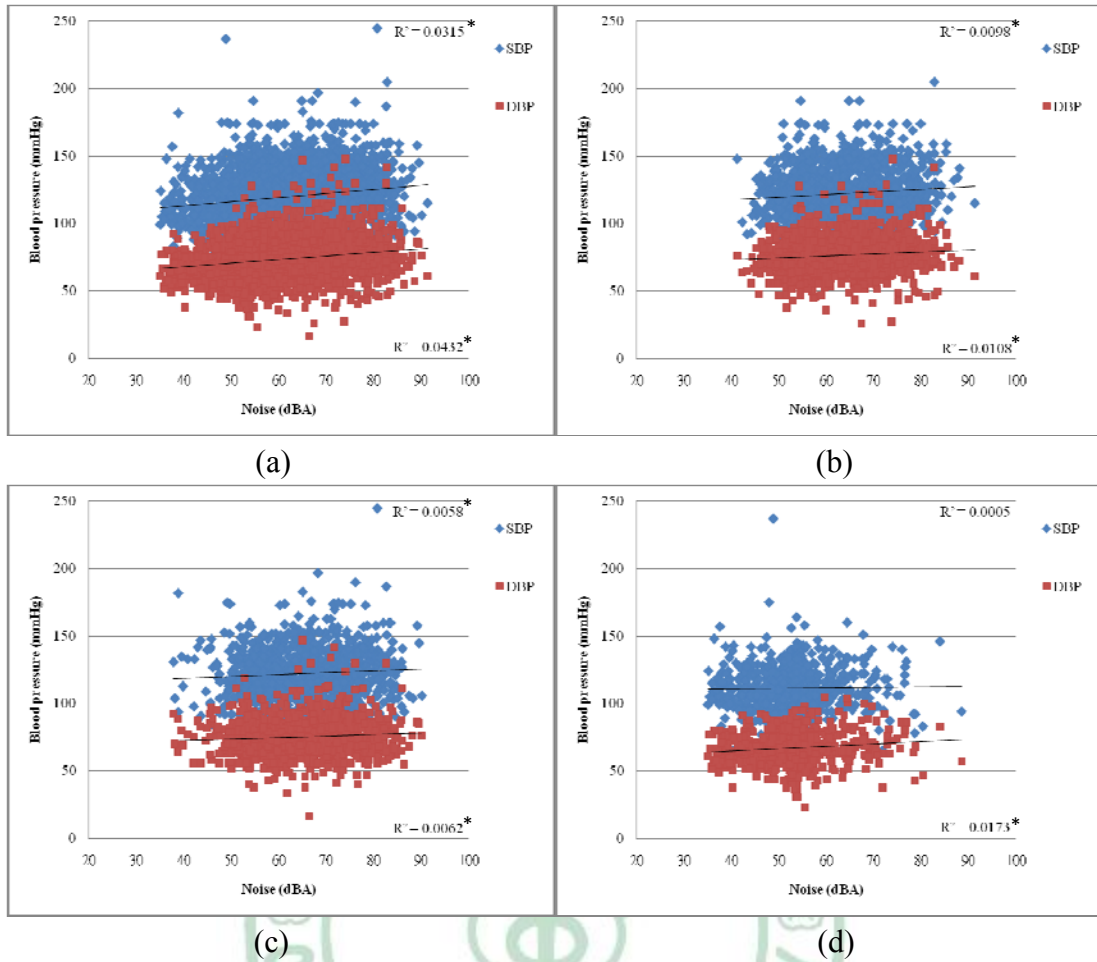 250
200
150
100
50
0
Blood pressure (mmHg)
20 30 40 50 60 70 80 90 100
Noise (dBA)
R² = 0.0315*
SBP
DBP
R² = 0.0432*
(a)
250
200
150
100
50
0
Blood pressure (mmHg)
20 30 40 50 60 70 80 90 100
Noise (dBA)
R² = 0.0098*
SBP
DBP
R² = 0.0108*
(b)
250
200
150
100
50
0
Blood pressure (mmHg)
20 30 40 50 60 70 80 90 100
Noise (dBA)
R² = 0.0058*
SBP
DBP
R² = 0.0062*
(c)
250
200
150
100
50
0
Blood pressure (mmHg)
20 30 40 50 60 70 80 90 100
Noise (dBA)
R² = 0.0005
SBP
DBP
R² = 0.0173*
(d)